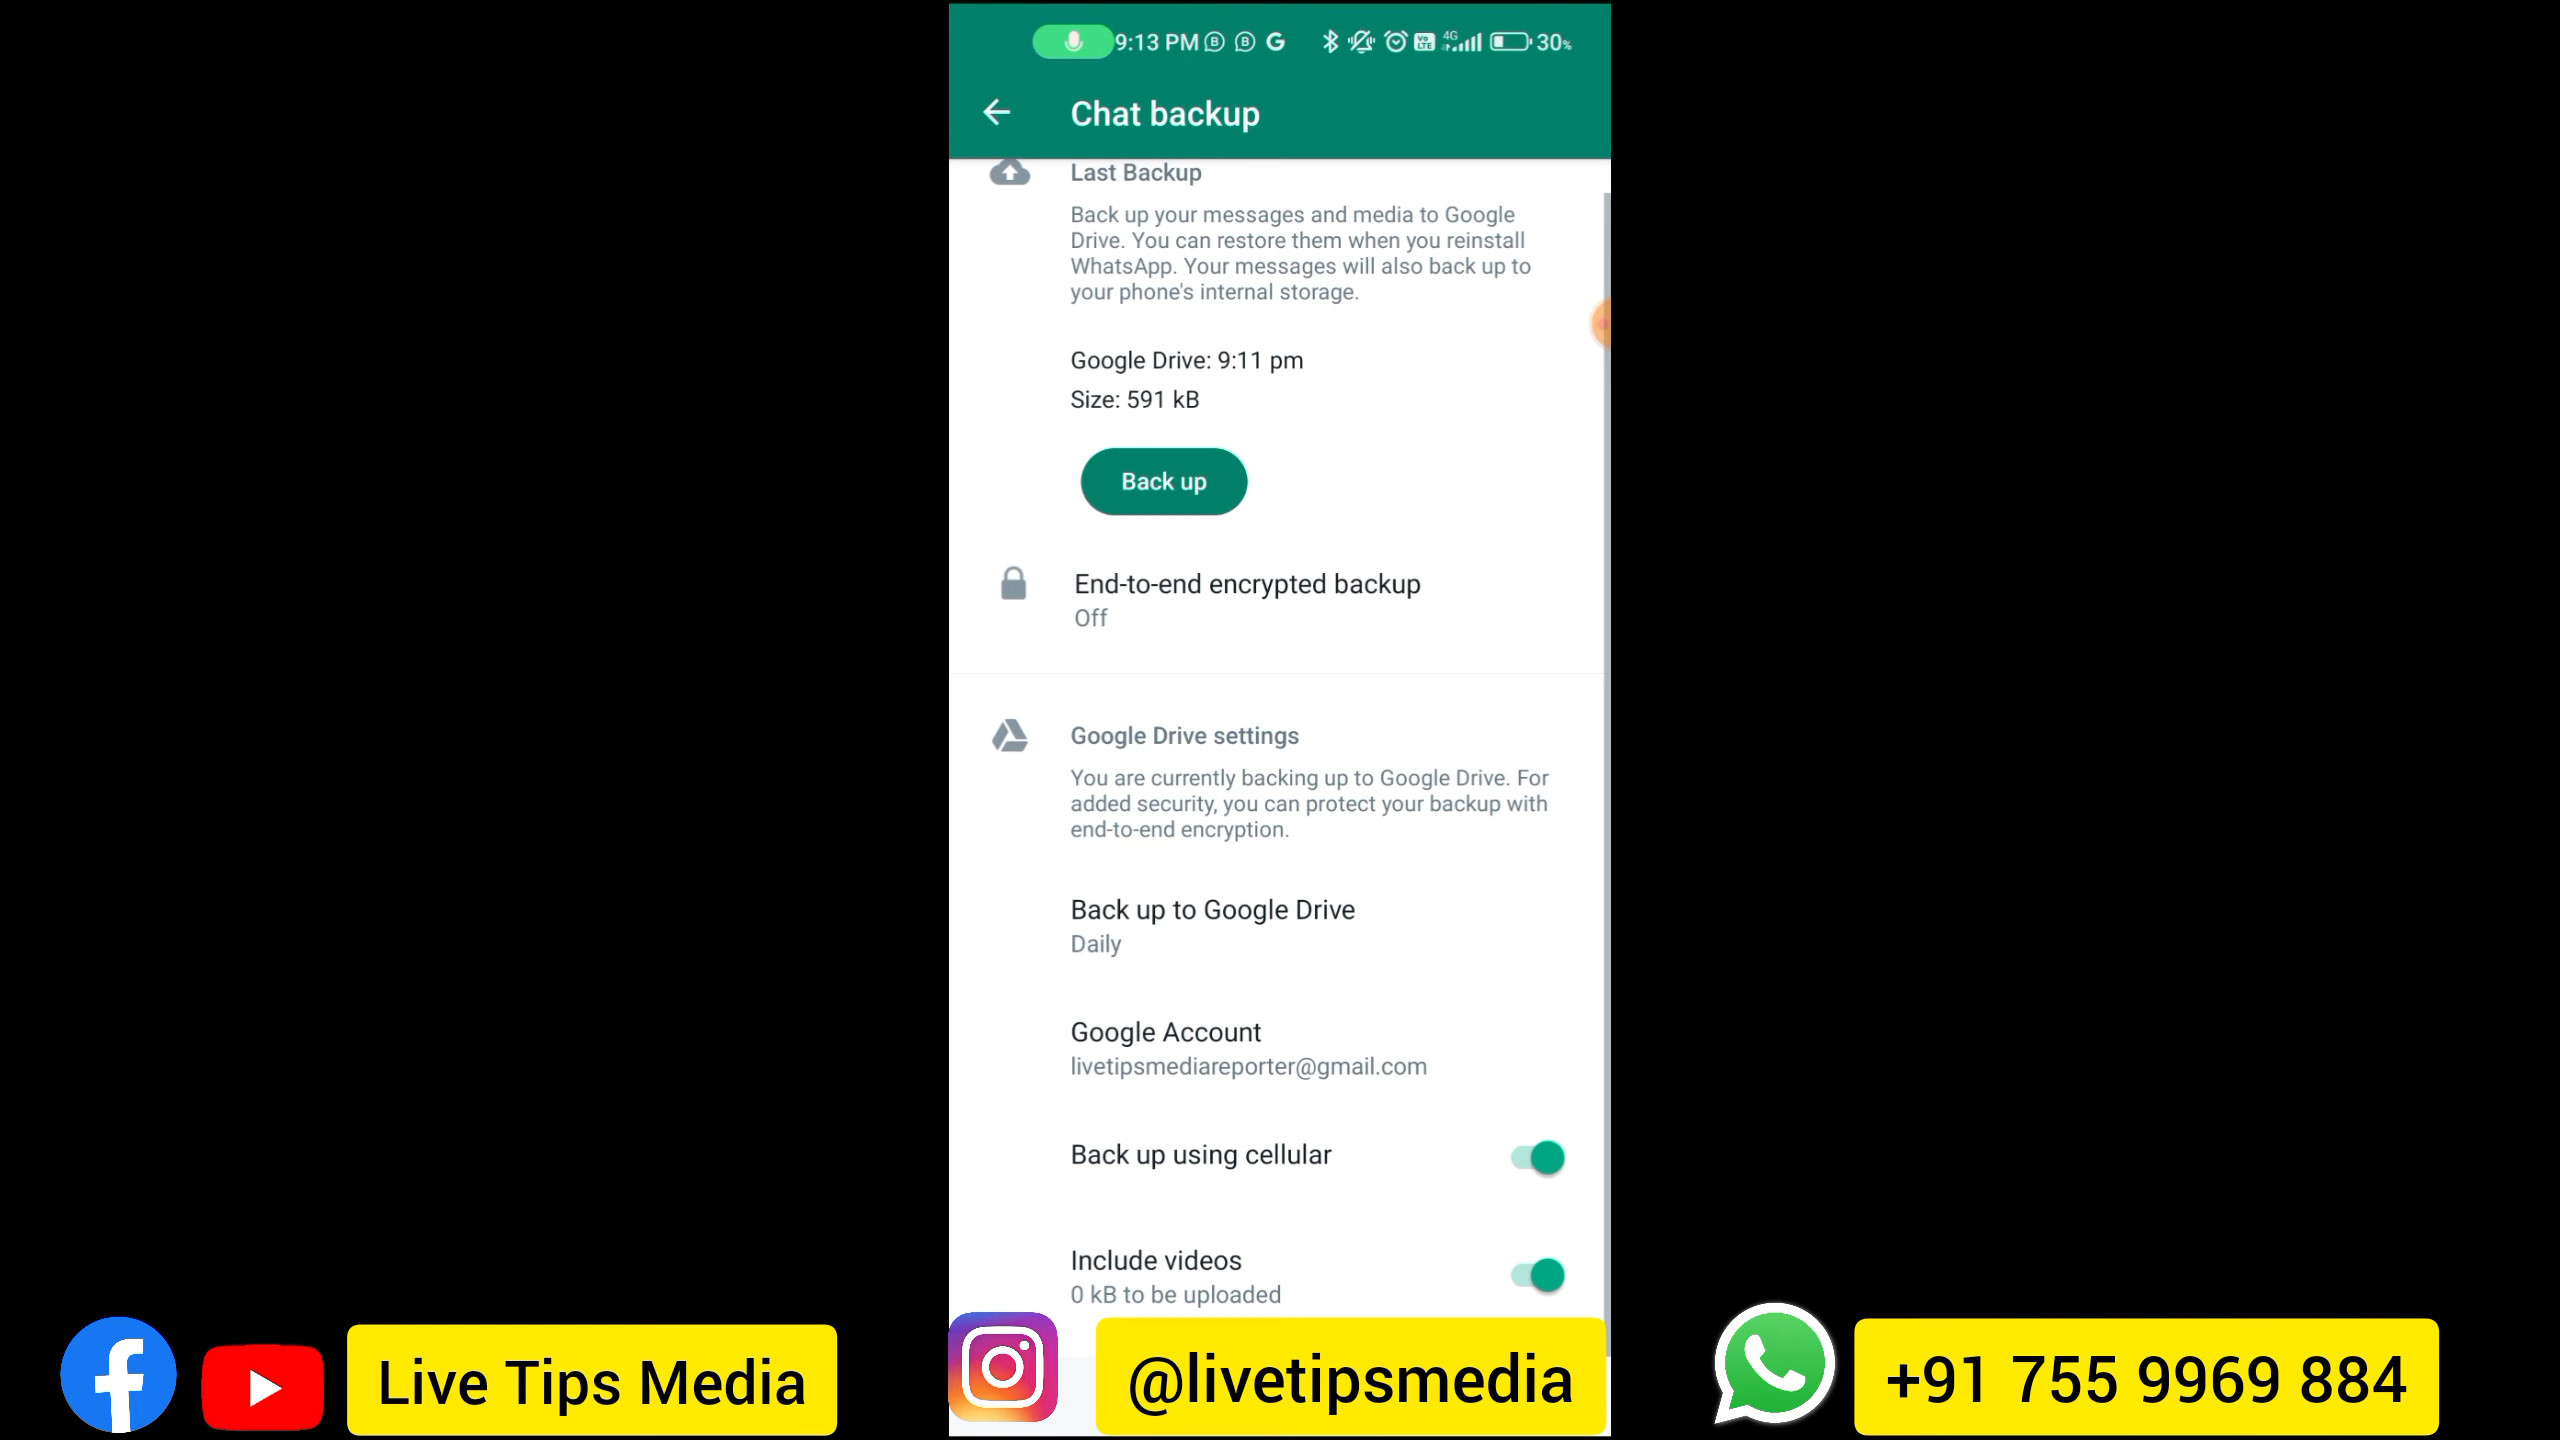 9:13 PM
4G
30%
Chat backup
Last Backup
Back up your messages and media to Google
Drive. You can restore them when you reinstall
WhatsApp. Your messages will also back up to
your phone's internal storage.
Google Drive: 9:11 pm
Size: 591 kB
Back up
End-to-end encrypted backup
Off
Google Drive settings
You are currently backing up to Google Drive. For
added security, you can protect your backup with
end-to-end encryption.
Back up to Google Drive
Daily
Google Account
livetipsmediareporter@gmail.com
Back up using cellular
Include videos
0 kB to be uploaded
Live Tips Media
@livetipsmedia
+91 755 9969 884